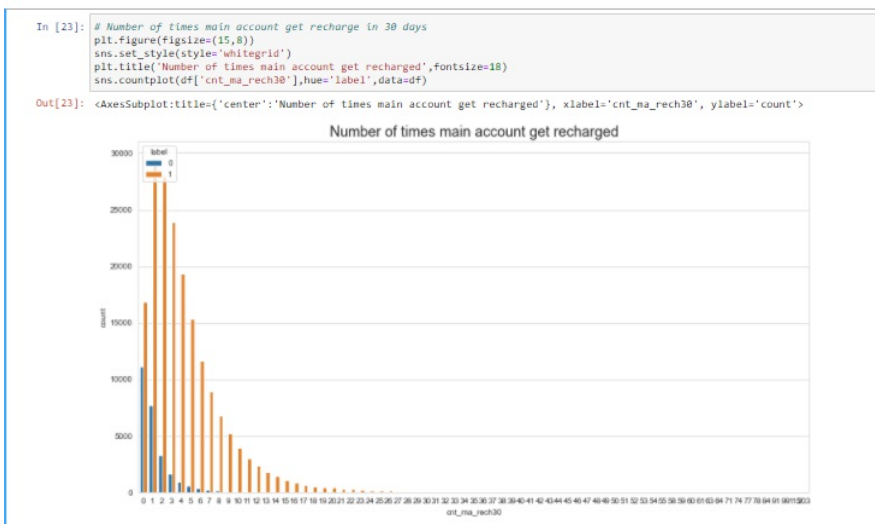 In [23]: # Number of times main account get recharge in 30 days
plt.figure(figsize=(15,8))
sns.set_style(style='whitegrid')
plt.title('Number of times main account get recharged',fontsize=18)
sns.countplot(df['cnt_ma_rech30'],hue='label',data=df)
Out[23]: <AxesSubplot:title={'center':'Number of times main account get recharged'}, xlabel='cnt_ma_rech30', ylabel='count'>
Number of times main account get recharged
label
0
1
30000
25000
20000
15000
10000
5000
0
count
0 1 2 3 4 5 6 7 8 9 10 11 12 13 14 15 16 17 18 19 20 21 22 23 24 25 26 27 28 29 30 31 32 33 34 35 36 37 38 39 40 41 42 43 44 45 46 47 48 49 50 51 52 53 54 55 58 59 60 61 63 64 71 74 77 78 84 91
cnt_ma_rech30